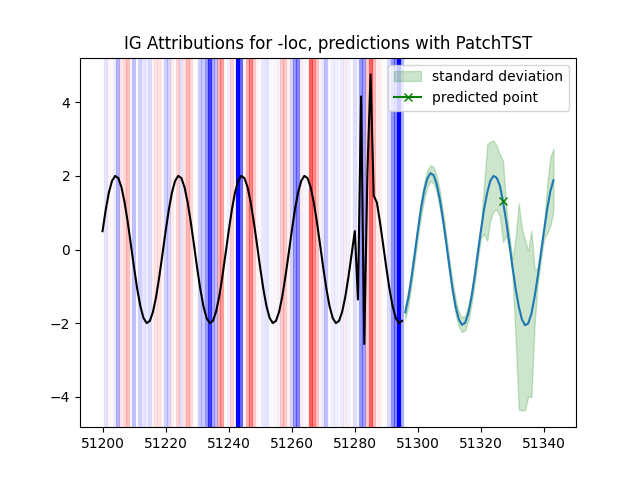 IG Attributions for -loc, predictions with PatchTST
standard deviation
predicted point
4
2
0
−2
−4
51200 51220 51240 51260 51280 51300 51320 51340